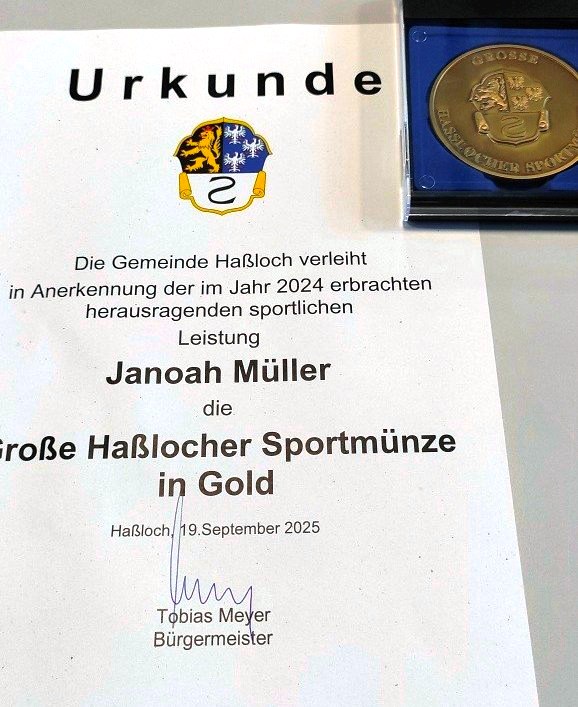 Urkunde
GROSSE
HASSLOCHER
Die Gemeinde Haßloch verleiht
in Anerkennung der im Jahr 2024 erbrachten
herausragenden sportlichen
Leistung
Janoah Müller
die
Große Haßlocher Sportmünze
in Gold
Haßloch, 19.September 2025
Tobias Meyer
Bürgermeister